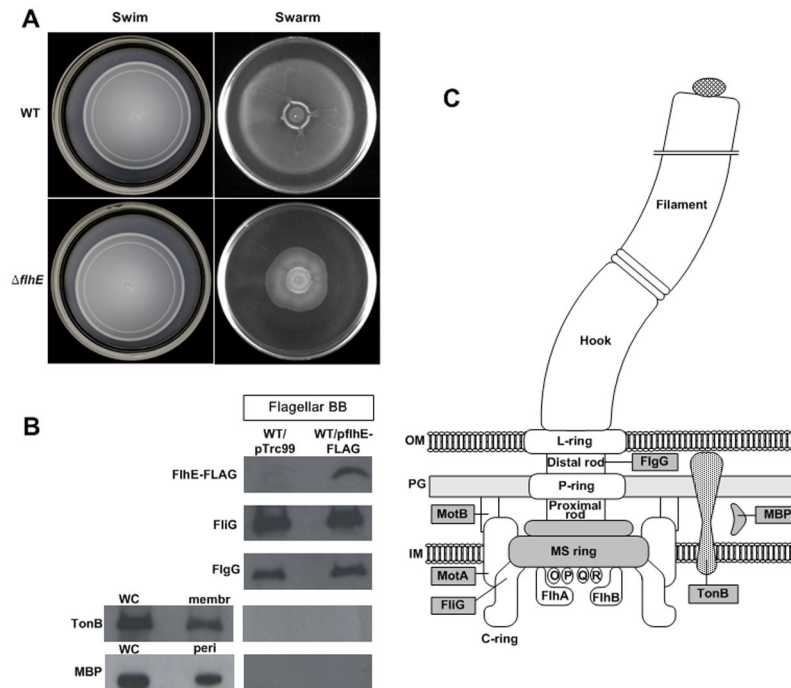 A
Swim
Swarm
WT
ΔflhE
B
Flagellar BB
WT/
pTrc99
WT/pflhE-
FLAG
FlhE-FLAG
FliG
FlgG
WC
membr
TonB
WC
peri
MBP
C
Filament
Hook
OM
L-ring
Distal rod
FlgG
PG
P-ring
MotB
Proximal
rod
MBP
IM
MS ring
MotA
O P Q R
TonB
FliG
FlhA
FlhB
C-ring